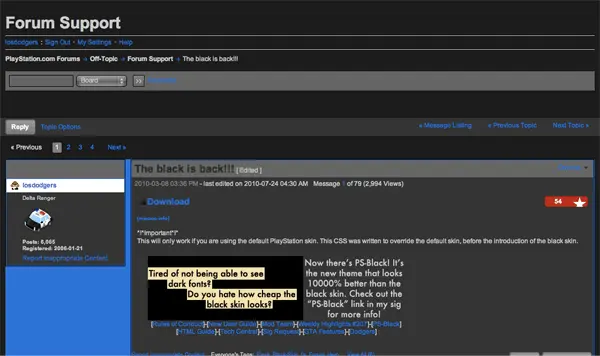 Forum Support
losdodgers : Sign Out · My Settings · Help
PlayStation.com Forums → Off-Topic → Forum Support → The black is back!!!
Board
>>
Reply
Topic Options
« Message Listing
« Previous Topic
Next Topic »
« Previous 1 2 3 4 Next »
losdodgers
Delta Ranger
Posts: 6,865
Registered: 2006-01-21
Report Inappropriate Content
The black is back!!! [ Edited ]
2010-03-08 03:36 PM - last edited on 2010-07-24 04:30 AM Message 1 of 79 (2,994 Views)
Download
54
*!*Important*!*
This will only work if you are using the default PlayStation skin. This CSS was written to override the default skin, before the introduction of the black skin.
Tired of not being able to see
dark fonts?
Do you hate how cheap the
black skin looks?
Now there's PS-Black! It's
the new theme that looks
10000% better than the
black skin. Check out the
"PS-Black" link in my sig
for more info!
[Rules of Conduct]-[New User Guide]-[Mod Team]-[Weekly Highlights #207]-[PS-Black]
[HTML Guide]-[Tech Central]-[Sig Request]-[GTA Features]-[Dodgers]